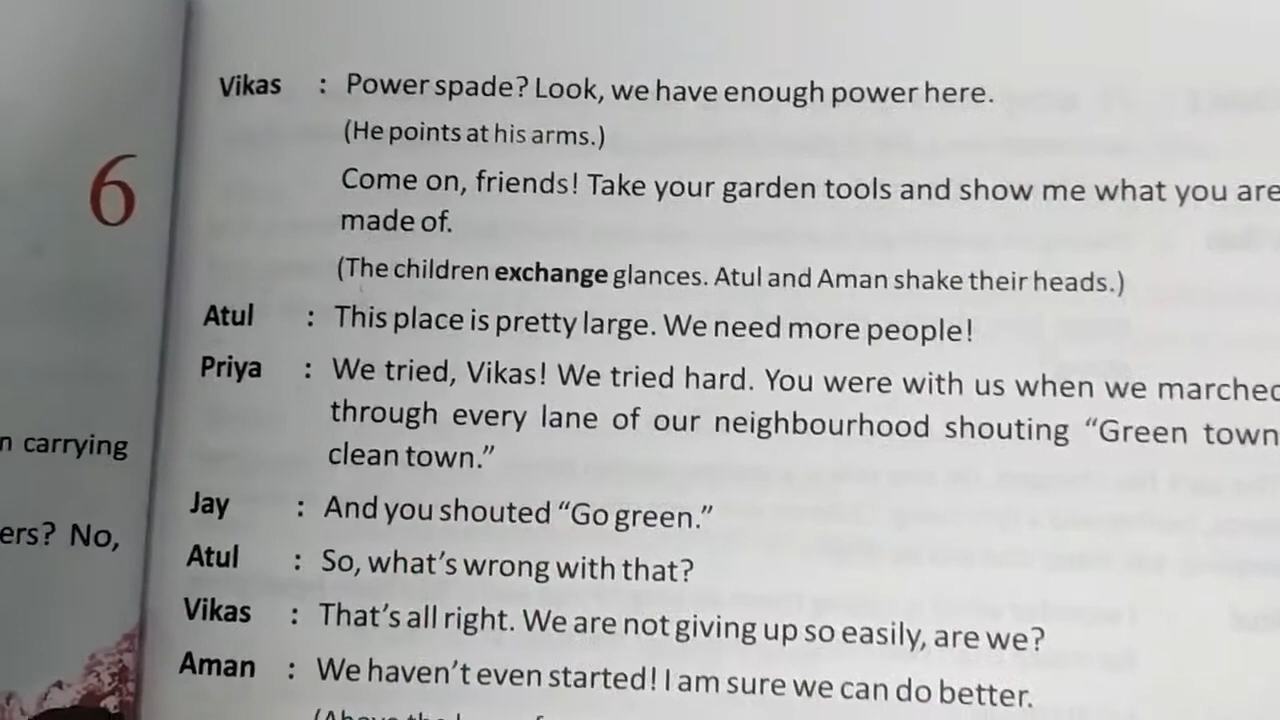 6
n carrying
ers? No,
Vikas : Power spade? Look, we have enough power here.
(He points at his arms.)
Come on, friends! Take your garden tools and show me what you are
made of.
(The children exchange glances. Atul and Aman shake their heads.)
Atul : This place is pretty large. We need more people!
Priya : We tried, Vikas! We tried hard. You were with us when we marched
through every lane of our neighbourhood shouting “Green town
clean town.”
Jay : And you shouted “Go green.”
Atul : So, what’s wrong with that?
Vikas : That’s all right. We are not giving up so easily, are we?
Aman : We haven’t even started! I am sure we can do better.